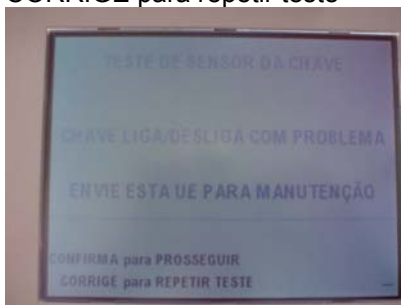 CORRIGE para repetir teste
TESTE DE SENSOR DA CHAVE
CHAVE LIGA/DESLIGA COM PROBLEMA
ENVIE ESTA UE PARA MANUTENÇÃO
CONFIRMA para PROSSEGUIR
CORRIGE para REPETIR TESTE